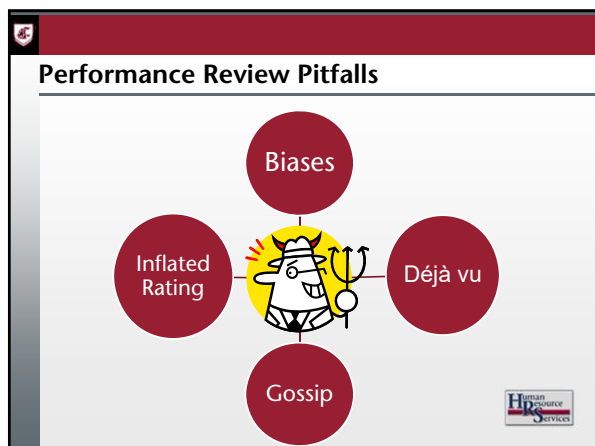 Performance Review Pitfalls
Biases
Inflated
Rating
Déjà vu
Gossip
Human
Resource
Services